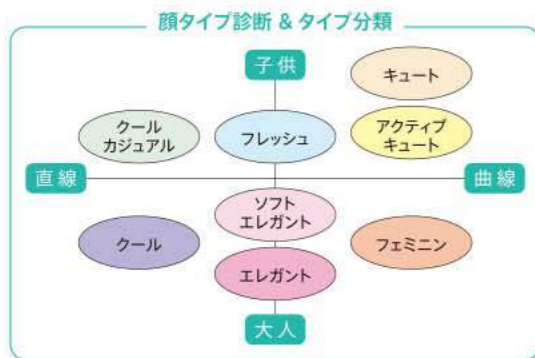 顔タイプ診断 & タイプ分類
子供
キュート
クール
カジュアル
フレッシュ
アクティブ
キュート
直線
曲線
ソフト
エレガント
クール
フェミニン
エレガント
大人